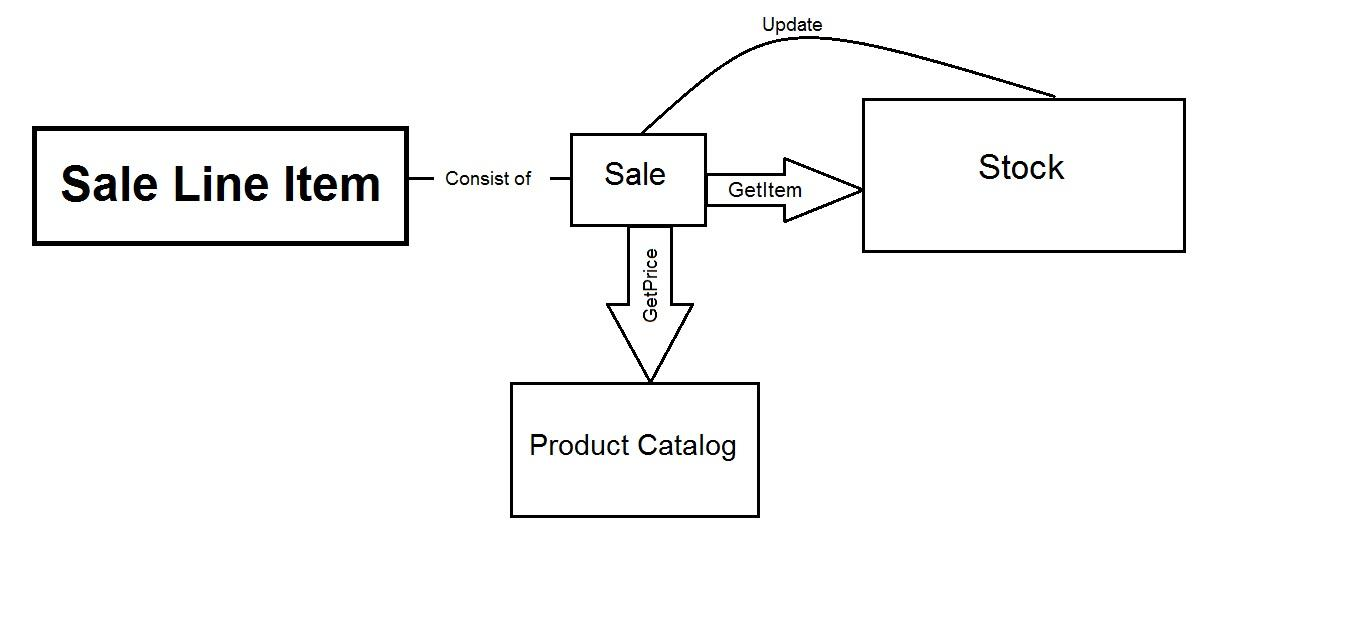 Update
Sale Line Item
Consist of
Sale
GetItem
Stock
GetPrice
Product Catalog